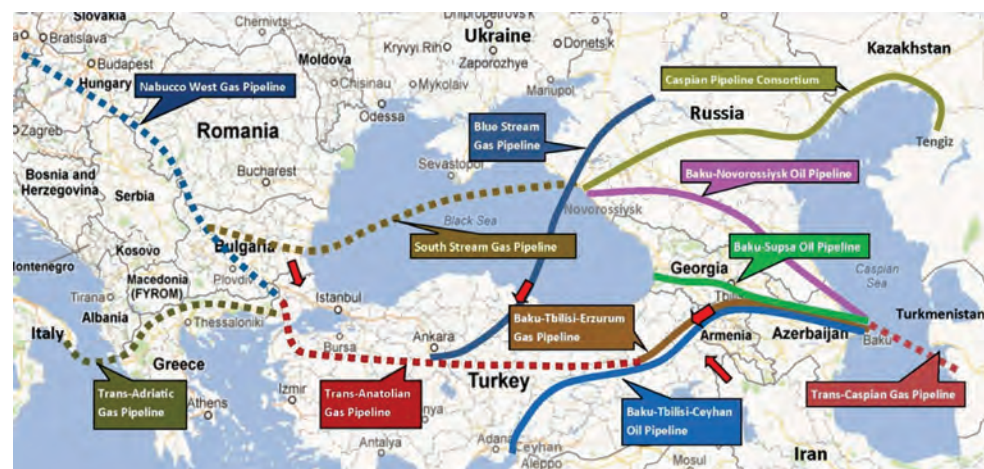 Slovakia
Bratislava
Budapest
Hungary
Nabucco West Gas Pipeline
Zagreb
Bosnia and
Herzegovina
Serbia
Romania
Bucharest
Chernivtsi
Moldova
Chisinau
Kryvyi Rih
Dnipropetrovs'k
Ukraine
Zaporozhye
Donets'k
Mykolaiv
Manupol
Odessa
Sevastopol
Kazakhstan
Caspian Pipeline Consortium
Russia
Tengiz
Blue Stream
Gas Pipeline
Baku-Novorossiysk Oil Pipeline
Novorossiysk
Black Sea
South Stream Gas Pipeline
Bulgaria
Kosovo
Montenegro
Macedonia
(FYROM)
Plovdiv
Tirana
Albania
Italy
Thessaloniki
Greece
Athens
Trans-Adriatic
Gas Pipeline
Istanbul
Bursa
Izmir
Ankara
Turkey
Trans-Anatolian
Gas Pipeline
Antalya
Adana
Ceyhan
Aleppo
Baku-Supsa Oil Pipeline
Georgia
Caspian
Sea
Turkmenistan
Baku-Tbilisi-Erzurum
Gas Pipeline
Armenia
Azerbaijan
Baku
Baku-Tbilisi-Ceyhan
Oil Pipeline
Trans-Caspian Gas Pipeline
Mosul
Iran